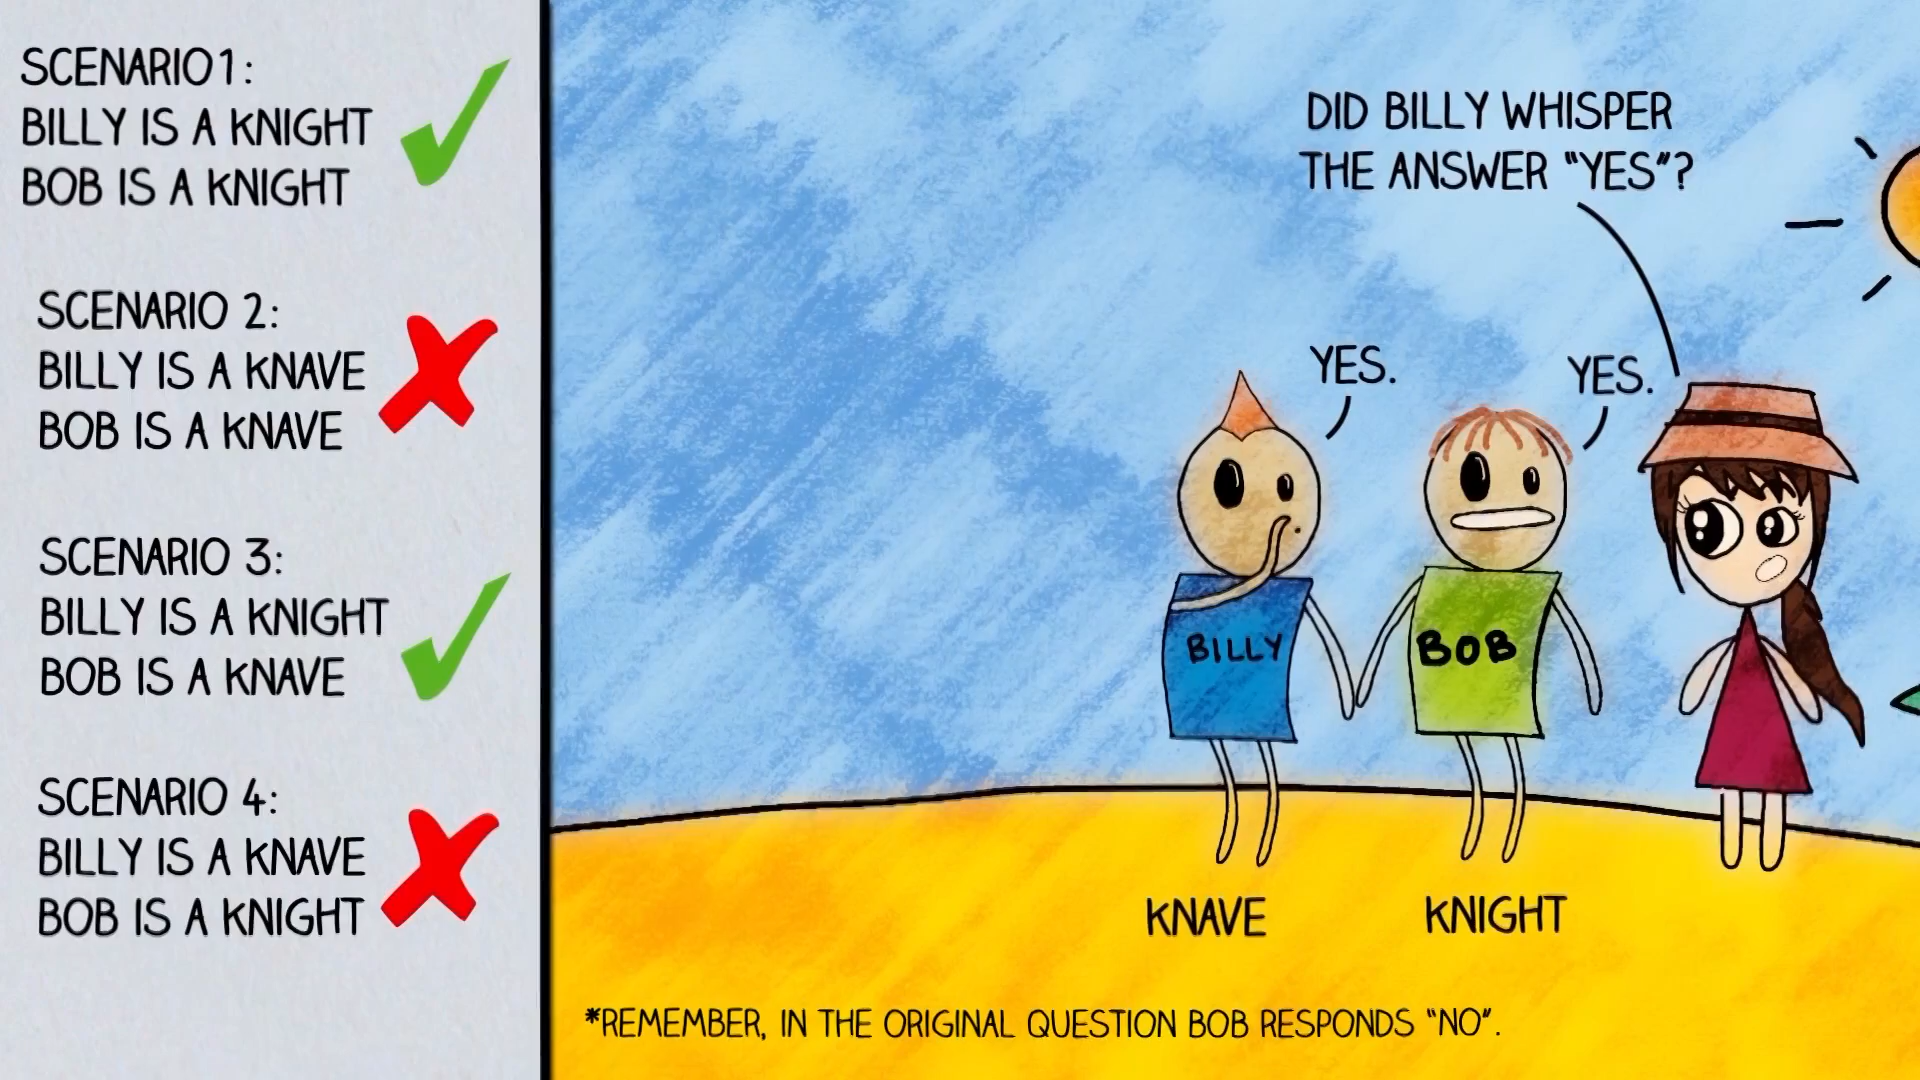 SCENARIO1:
BILLY IS A KNIGHT
BOB IS A KNIGHT
SCENARIO 2:
BILLY IS A KNAVE
BOB IS A KNAVE
SCENARIO 3:
BILLY IS A KNIGHT
BOB IS A KNAVE
SCENARIO 4:
BILLY IS A KNAVE
BOB IS A KNIGHT
DID BILLY WHISPER
THE ANSWER "YES"?
YES.
YES.
BILLY
BOB
KNAVE
KNIGHT
*REMEMBER, IN THE ORIGINAL QUESTION BOB RESPONDS "NO".